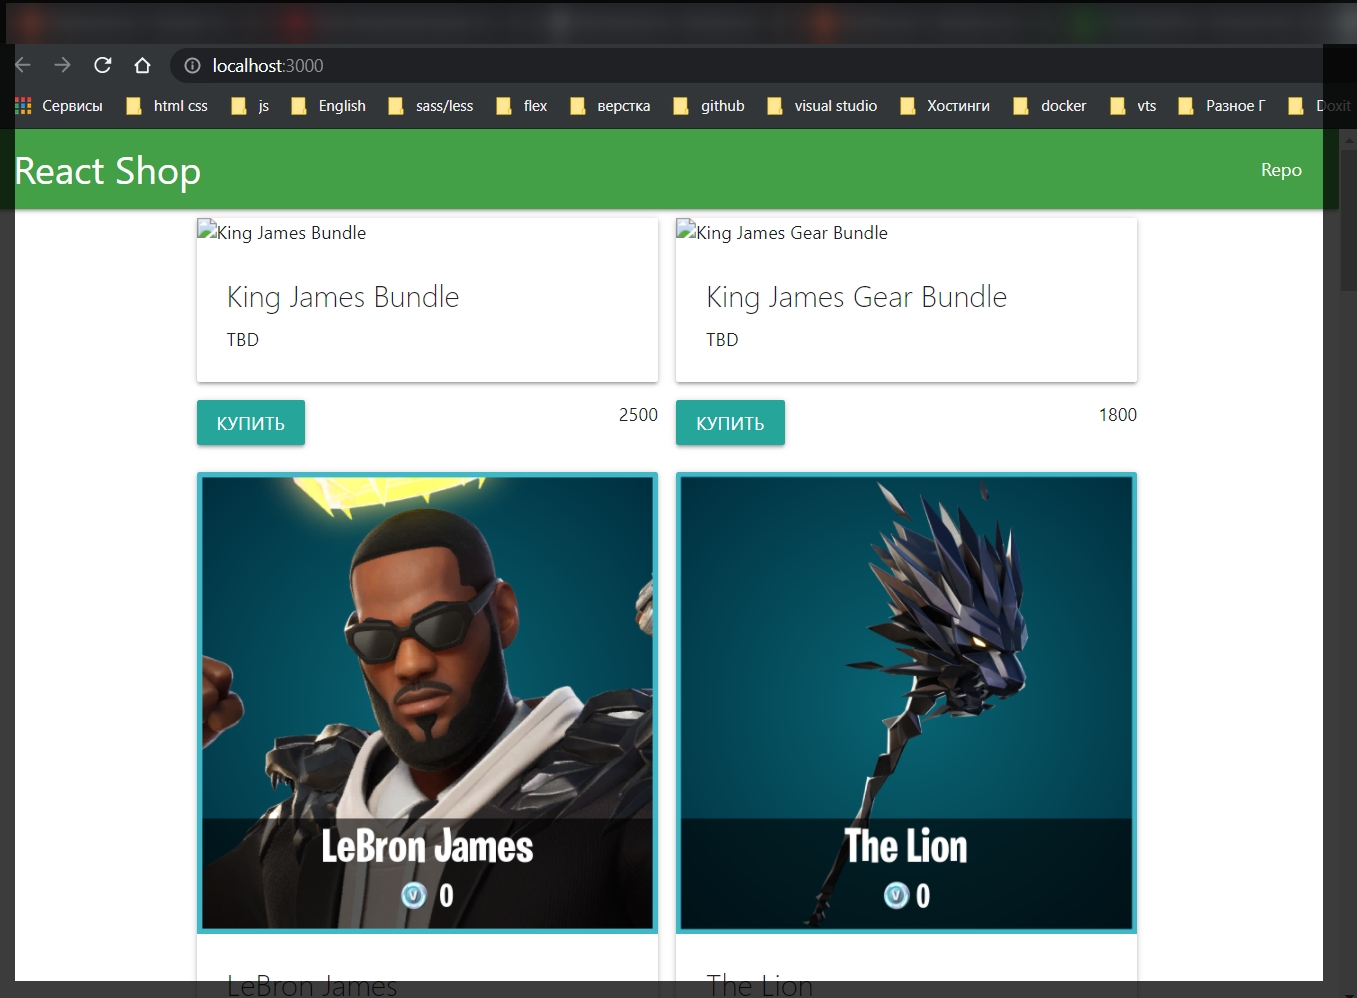 localhost:3000
Сервисы html css js English sass/less flex верстка github visual studio Хостинги docker vts Разное Г Doxit
React Shop Repo
King James Bundle King James Gear Bundle
King James Bundle King James Gear Bundle
TBD TBD
КУПИТЬ 2500 КУПИТЬ 1800
LeBron James The Lion
V 0 V 0
LeBron James The Lion